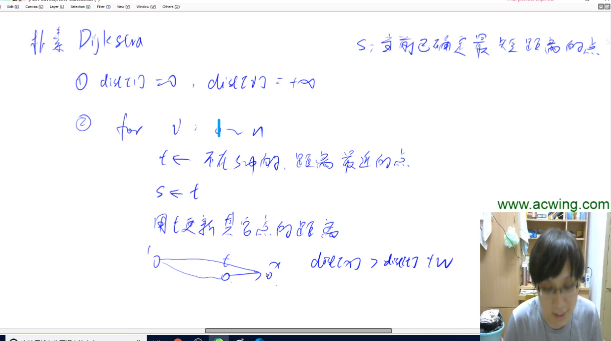 Edit(E) Canvas(C) Layer(L) Selection(S) Filter(F) View(V) Window(W) Others(O)
朴素 Dijkstra
S: 当前已确定最短距离的点
① dist[1] = 0, dist[x] = +∞
② for i: 1 ~ n
t ← 不在S中的, 距离最近的点
S ← t
用t更新其它点的距离
www.acwing.com
1 t x
dist[x] > dist[t] + w